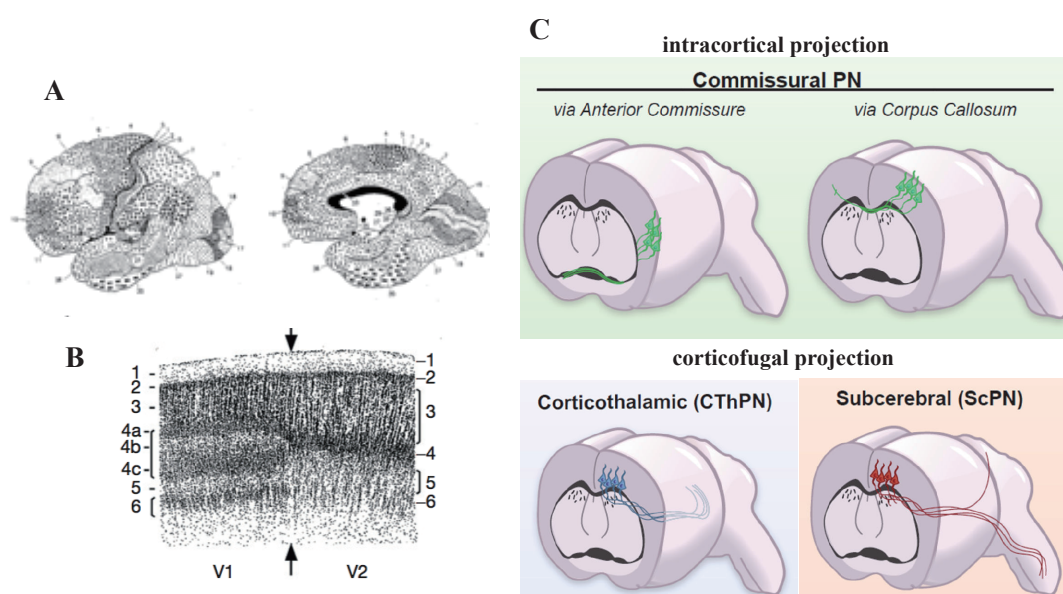 A
B
1
2
3
4a
4b
4c
5
6
1
2
3
4
5
6
V1
V2
C
intracortical projection
Commissural PN
via Anterior Commissure
via Corpus Callosum
corticofugal projection
Corticothalamic (CThPN)
Subcerebral (ScPN)